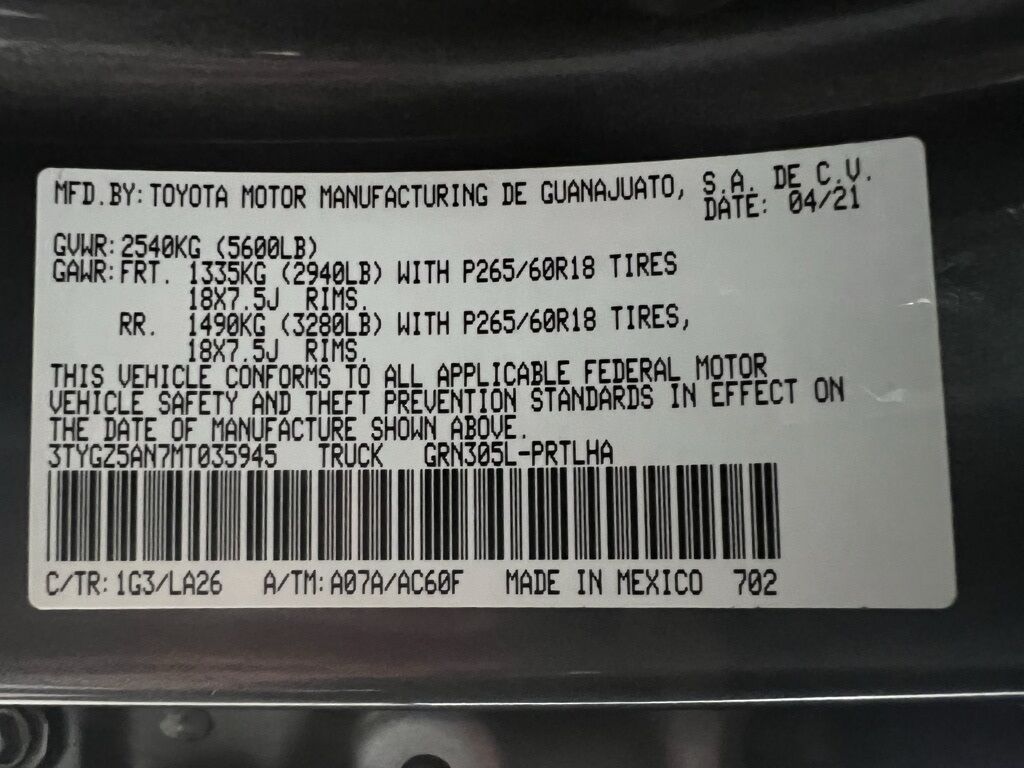 MFD.BY: TOYOTA MOTOR MANUFACTURING DE GUANAJUATO, S.A. DE C.V.
DATE: 04/21
GVWR: 2540KG (5600LB)
GAWR: FRT. 1335KG (2940LB) WITH P265/60R18 TIRES
18X7.5J RIMS.
RR. 1490KG (3280LB) WITH P265/60R18 TIRES,
18X7.5J RIMS.
THIS VEHICLE CONFORMS TO ALL APPLICABLE FEDERAL MOTOR
VEHICLE SAFETY AND THEFT PREVENTION STANDARDS IN EFFECT ON
THE DATE OF MANUFACTURE SHOWN ABOVE.
3TYGZ5AN7MT035945 TRUCK GRN305L-PRTLHA
C/TR: 1G3/LA26 A/TM: A07A/AC60F MADE IN MEXICO 702